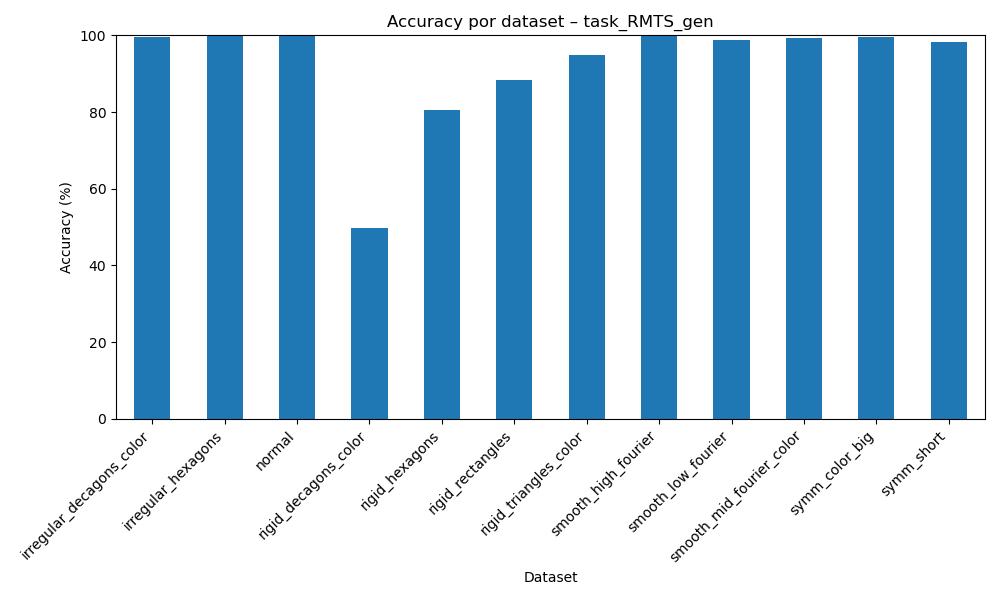 Accuracy por dataset – task_RMTS_gen
Accuracy (%)
100
80
60
40
20
0
irregular_decagons_color
irregular_hexagons
normal
rigid_decagons_color
rigid_hexagons
rigid_rectangles
rigid_triangles_color
smooth_high_fourier
smooth_low_fourier
smooth_mid_fourier_color
symm_color_big
symm_short
Dataset